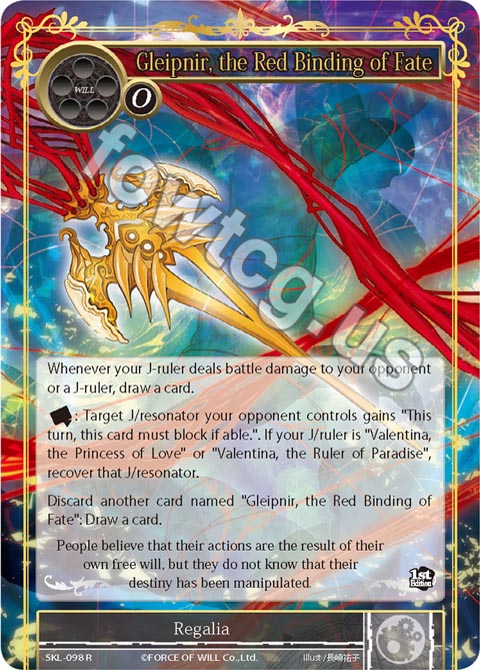 Gleipnir, the Red Binding of Fate
WILL
0
fowtcg.us
Whenever your J-ruler deals battle damage to your opponent
or a J-ruler, draw a card.
: Target J/resonator your opponent controls gains "This
turn, this card must block if able.". If your J/ruler is "Valentina,
the Princess of Love" or "Valentina, the Ruler of Paradise",
recover that J/resonator.
Discard another card named "Gleipnir, the Red Binding of
Fate": Draw a card.
People believe that their actions are the result of their
own free will, but they do not know that their
destiny has been manipulated.
1st
Edition
Regalia
SKL-098 R
©FORCE OF WILL Co.,Ltd.
Illust/長崎祐子